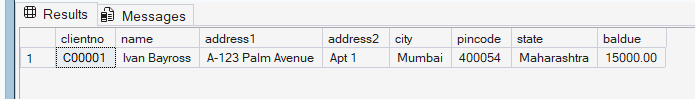 Results Messages
clientno name address1 address2 city pincode state baldue
1 C00001 Ivan Bayross A-123 Palm Avenue Apt 1 Mumbai 400054 Maharashtra 15000.00